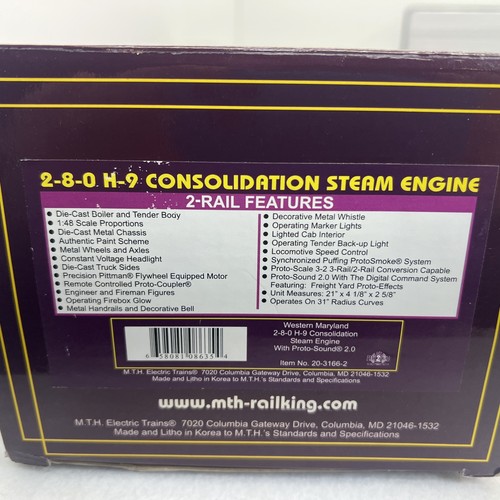 2-8-0 H-9 CONSOLIDATION STEAM ENGINE
2-RAIL FEATURES
● Die-Cast Boiler and Tender Body
● 1:48 Scale Proportions
● Die-Cast Metal Chassis
● Authentic Paint Scheme
● Metal Wheels and Axles
● Constant Voltage Headlight
● Die-Cast Truck Sides
● Precision Pittman® Flywheel Equipped Motor
● Remote Controlled Proto-Coupler®
● Engineer and Fireman Figures
● Operating Firebox Glow
● Metal Handrails and Decorative Bell
● Decorative Metal Whistle
● Operating Marker Lights
● Lighted Cab Interior
● Operating Tender Back-up Light
● Locomotive Speed Control
● Synchronized Puffing ProtoSmoke® System
● Proto-Scale 3-2 3-Rail/2-Rail Conversion Capable
● Proto-Sound 2.0 With The Digital Command System
Featuring: Freight Yard Proto-Effects
● Unit Measures: 21" x 4 1/8" x 2 5/8"
● Operates On 31" Radius Curves
6 58081 08635 4
Western Maryland
2-8-0 H-9 Consolidation
Steam Engine
With Proto-Sound® 2.0
Item No. 20-3166-2
M.T.H. Electric Trains® 7020 Columbia Gateway Drive, Columbia, MD 21046-1532
Made and Litho in Korea to M.T.H.'s Standards and Specifications
www.mth-railking.com
M.T.H. Electric Trains® 7020 Columbia Gateway Drive, Columbia, MD 21046-1532
Made and Litho in Korea to M.T.H.'s Standards and Specifications